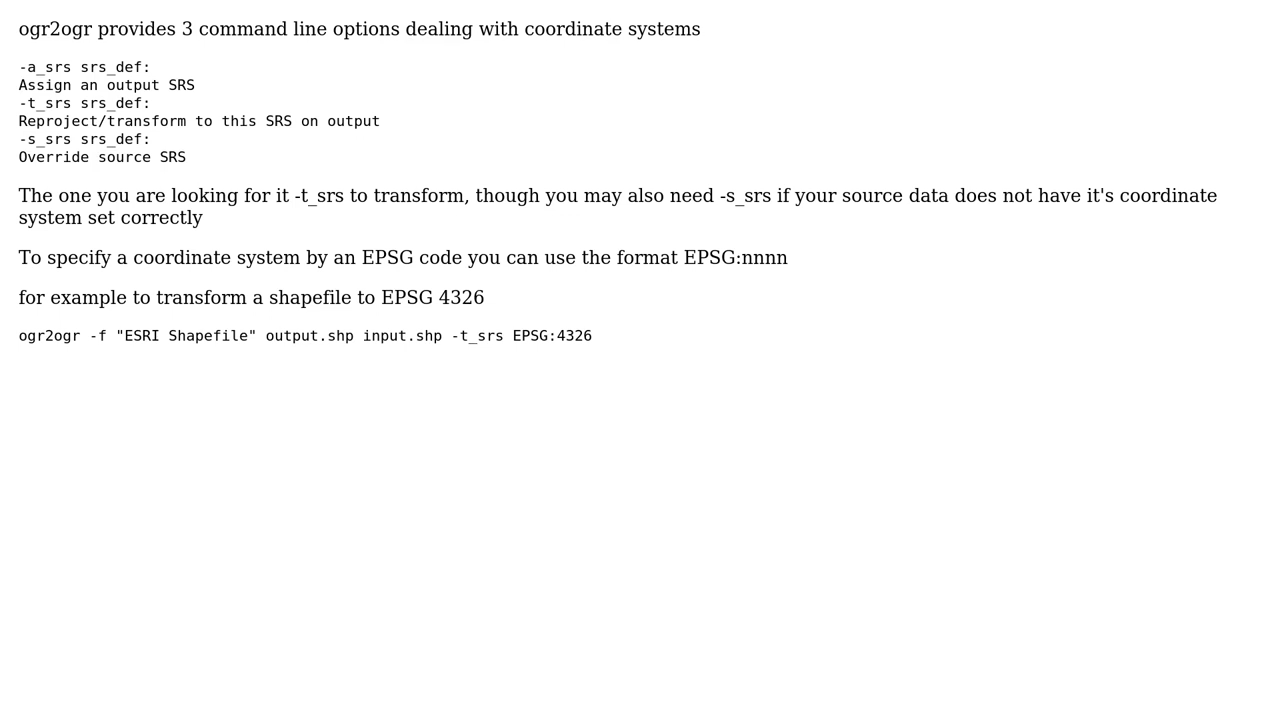 ogr2ogr provides 3 command line options dealing with coordinate systems
-a_srs srs_def:
Assign an output SRS
-t_srs srs_def:
Reproject/transform to this SRS on output
-s_srs srs_def:
Override source SRS
The one you are looking for it -t_srs to transform, though you may also need -s_srs if your source data does not have it's coordinate
system set correctly
To specify a coordinate system by an EPSG code you can use the format EPSG:nnnn
for example to transform a shapefile to EPSG 4326
ogr2ogr -f "ESRI Shapefile" output.shp input.shp -t_srs EPSG:4326